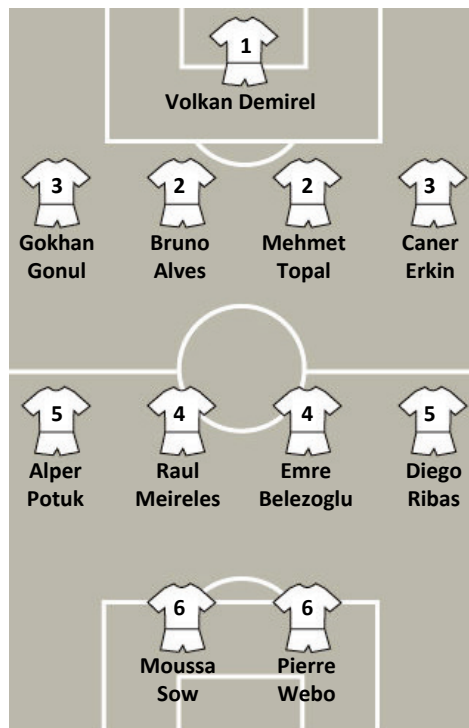 1
Volkan Demirel
3 2 2 3
Gokhan Bruno Mehmet Caner
Gonul Alves Topal Erkin
5 4 4 5
Alper Raul Emre Diego
Potuk Meireles Belezoglu Ribas
6 6
Moussa Pierre
Sow Webo